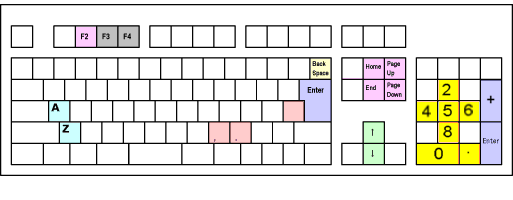 F2 F3 F4
Back Space Home Page Up
Enter End Page Down 2 +
A 4 5 6
Z , . ↑ 8 Enter
↓ 0 .